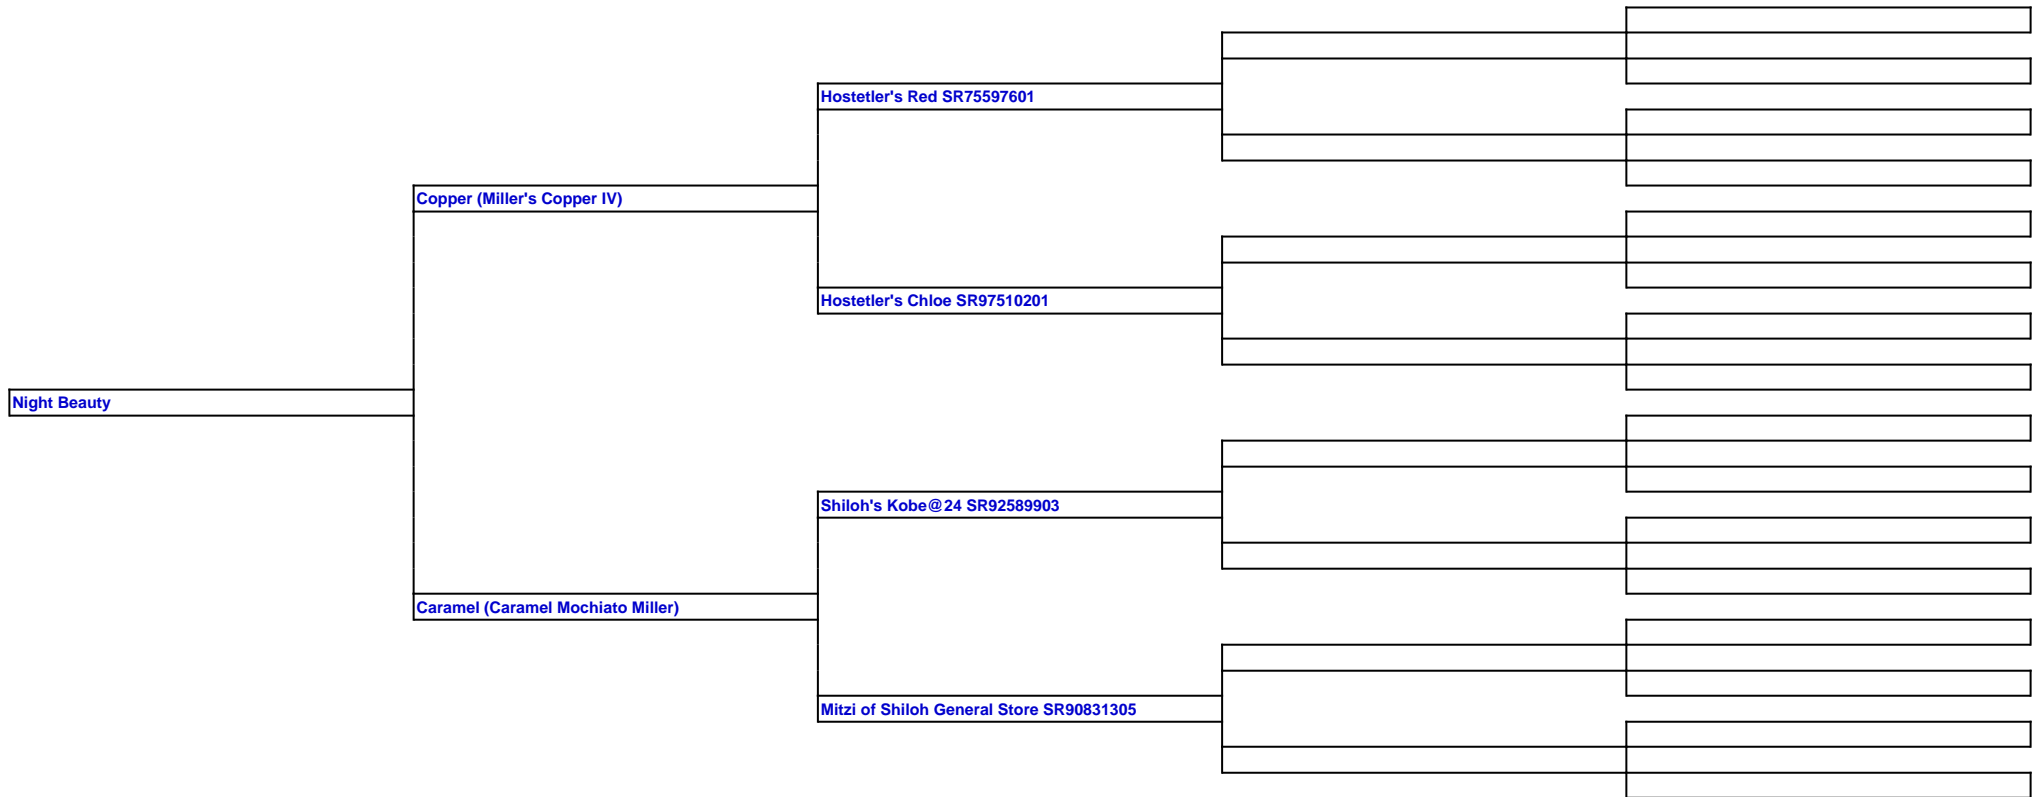 Hostetler's Red SR75597601
Copper (Miller's Copper IV)
Hostetler's Chloe SR97510201
Night Beauty
Shiloh's Kobe@24 SR92589903
Caramel (Caramel Mochiato Miller)
Mitzi of Shiloh General Store SR90831305